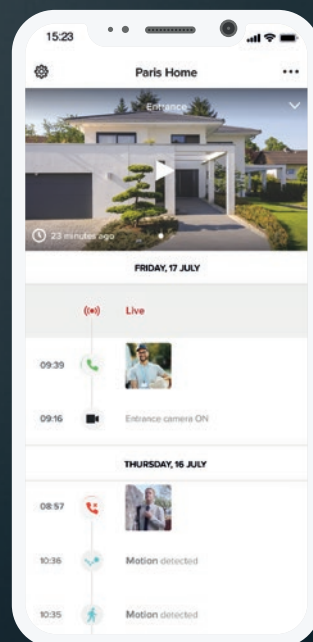 15:23
Paris Home
Entrance
23 minutes ago
FRIDAY, 17 JULY
Live
09:39
09:16 Entrance camera ON
THURSDAY, 16 JULY
08:57
10:36 Motion detected
10:35 Motion detected